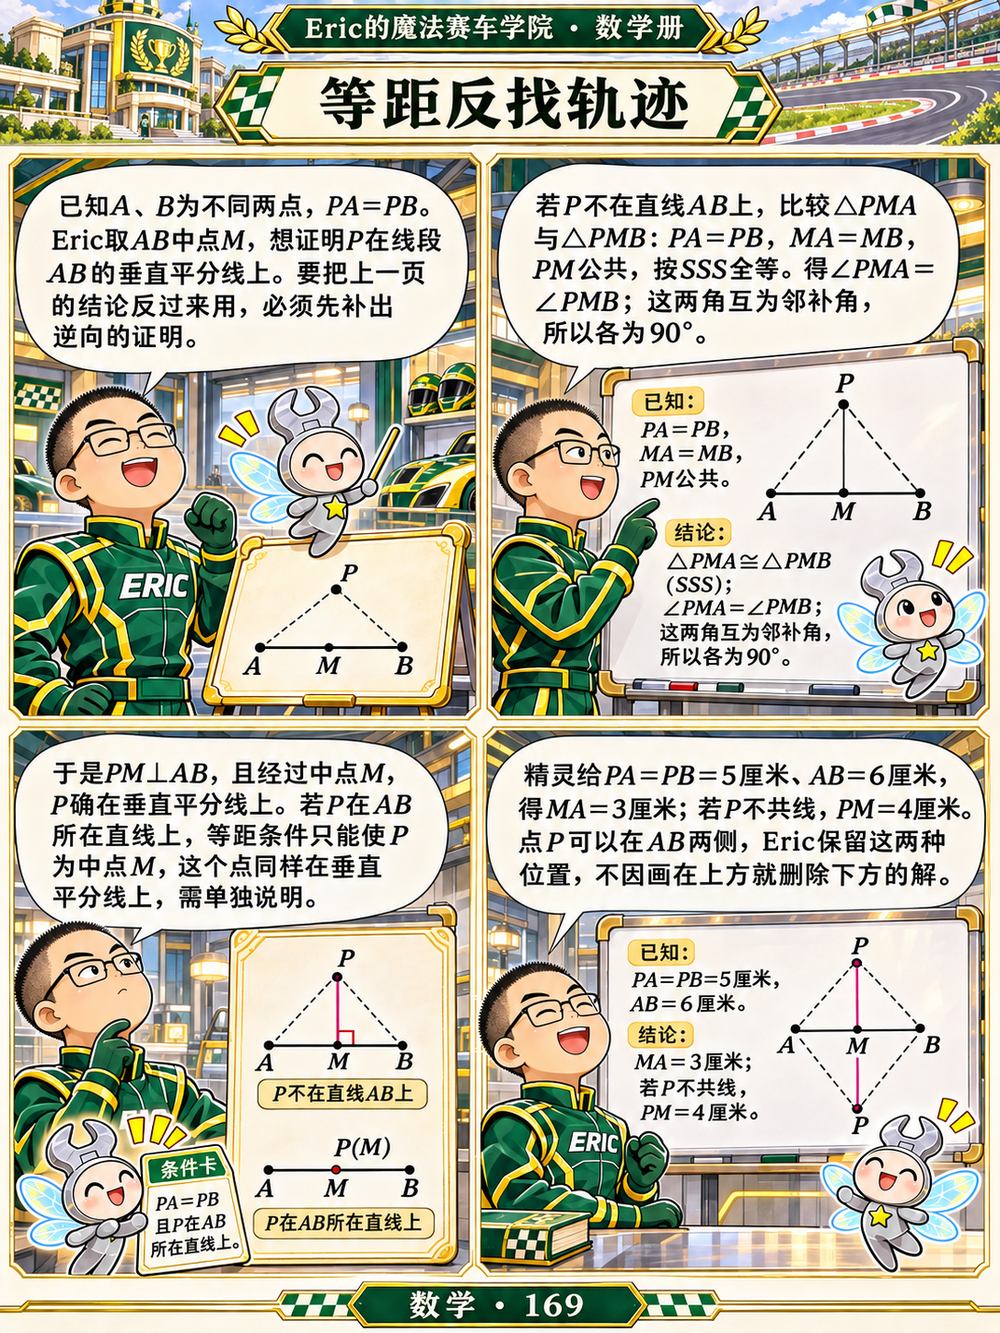 Eric的魔法赛车学院 · 数学册
等距反找轨迹
已知A、B为不同两点，PA＝PB。
Eric取AB中点M，想证明P在线段
AB的垂直平分线上。要把上一页
的结论反过来用，必须先补出
逆向的证明。
ERIC
P
A
M
B
若P不在直线AB上，比较△PMA
与△PMB：PA＝PB，MA＝MB，
PM公共，按SSS全等。得∠PMA＝
∠PMB；这两角互为邻补角，
所以各为90°。
已知：
PA＝PB，
MA＝MB，
PM公共。
结论：
△PMA≅△PMB
(SSS)；
∠PMA＝∠PMB；
这两角互为邻补角，
所以各为90°。
P
A
M
B
于是PM⊥AB，且经过中点M，
P确在垂直平分线上。若P在AB
所在直线上，等距条件只能使P
为中点M，这个点同样在垂直
平分线上，需单独说明。
P
A
M
B
P不在直线AB上
P(M)
A
M
B
P在AB所在直线上
条件卡
PA＝PB
且P在AB
所在直线上。
精灵给PA＝PB＝5厘米、AB＝6厘米，
得MA＝3厘米；若P不共线，PM＝4厘米。
点P可以在AB两侧，Eric保留这两种
位置，不因画在上方就删除下方的解。
已知：
PA＝PB=5厘米，
AB＝6厘米。
结论：
MA＝3厘米；
若P不共线，
PM＝4厘米。
P
A
M
B
P
ERIC
数学 · 169